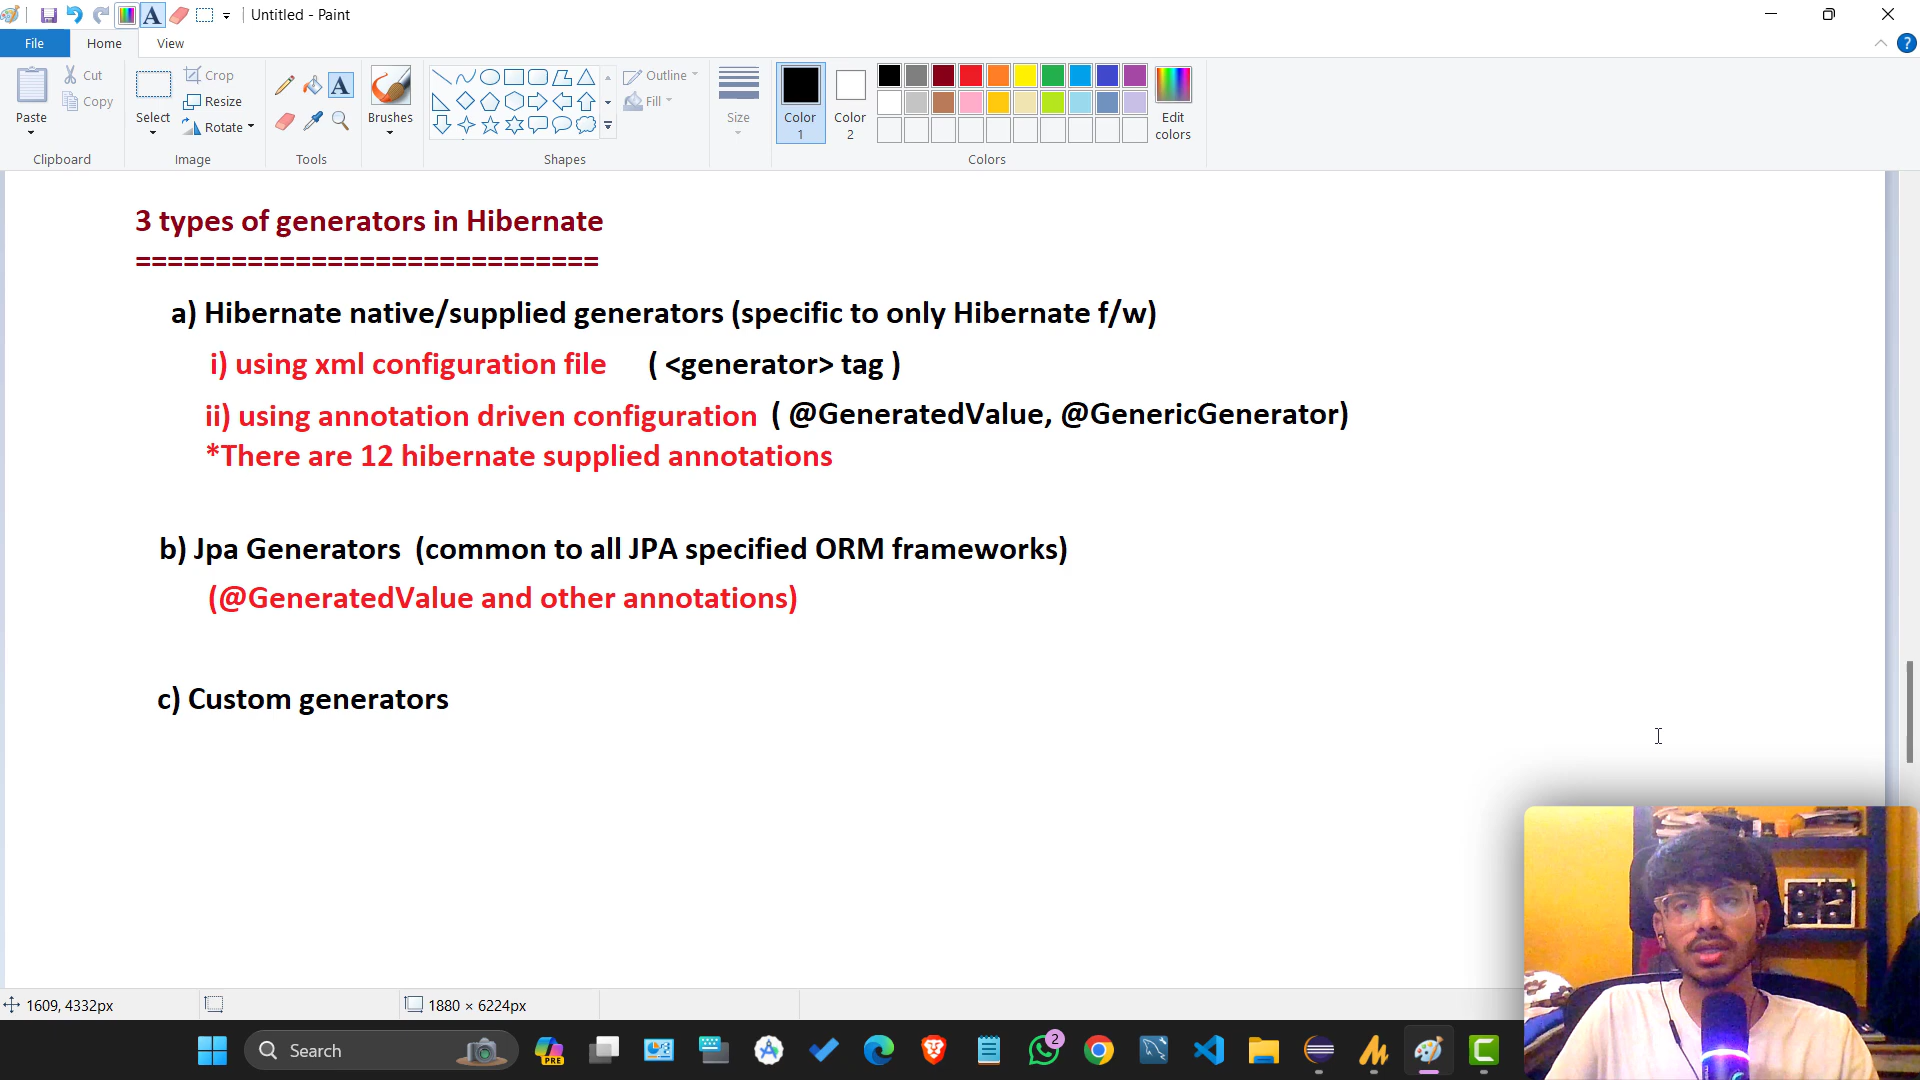 Untitled - Paint
File
Home
View
Paste
Cut
Copy
Clipboard
Select
Crop
Resize
Rotate
Image
Tools
Brushes
Outline
Fill
Shapes
Size
Color 1
Color 2
Edit colors
Colors
3 types of generators in Hibernate
=============================
a) Hibernate native/supplied generators (specific to only Hibernate f/w)
i) using xml configuration file ( <generator> tag )
ii) using annotation driven configuration ( @GeneratedValue, @GenericGenerator)
*There are 12 hibernate supplied annotations
b) Jpa Generators (common to all JPA specified ORM frameworks)
(@GeneratedValue and other annotations)
c) Custom generators
1609, 4332px
1880 × 6224px
Search
PRE
2